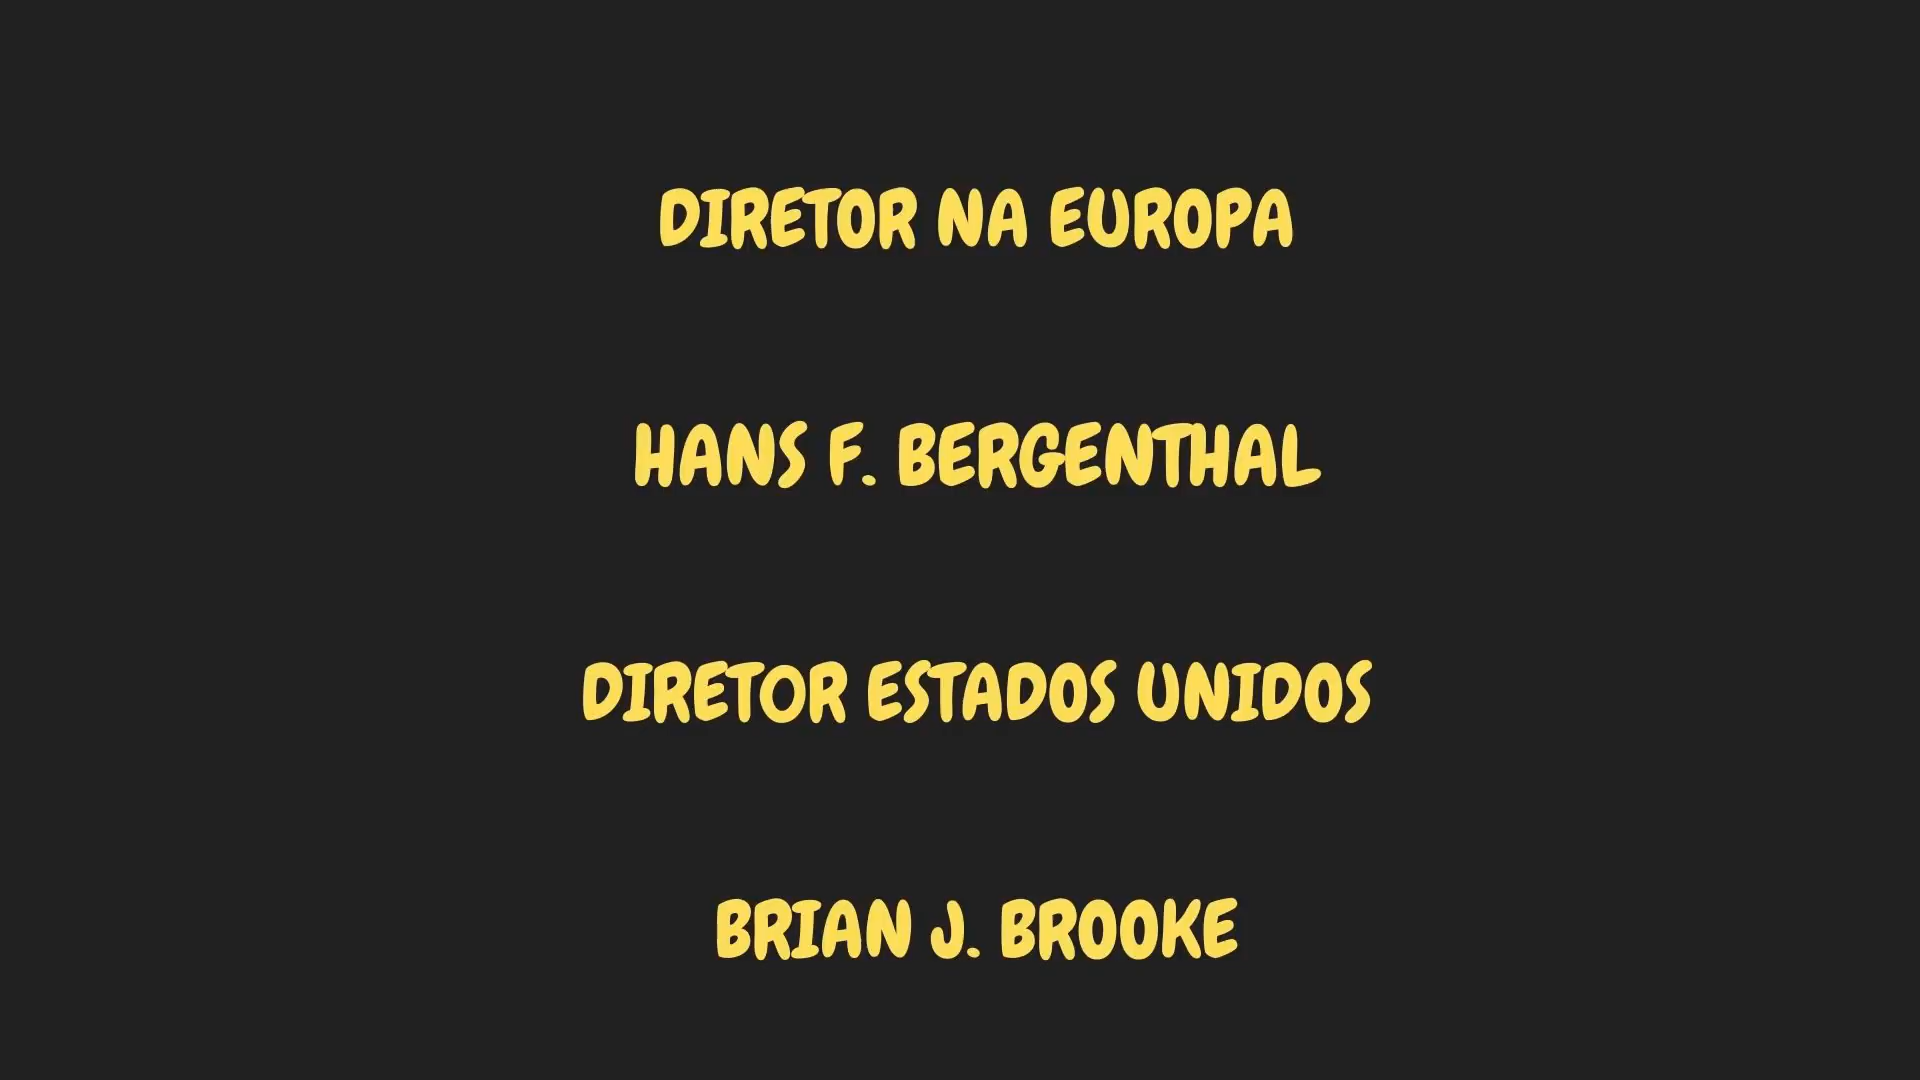 DIRETOR NA EUROPA
HANS F. BERGENTHAL
DIRETOR ESTADOS UNIDOS
BRIAN J. BROOKE